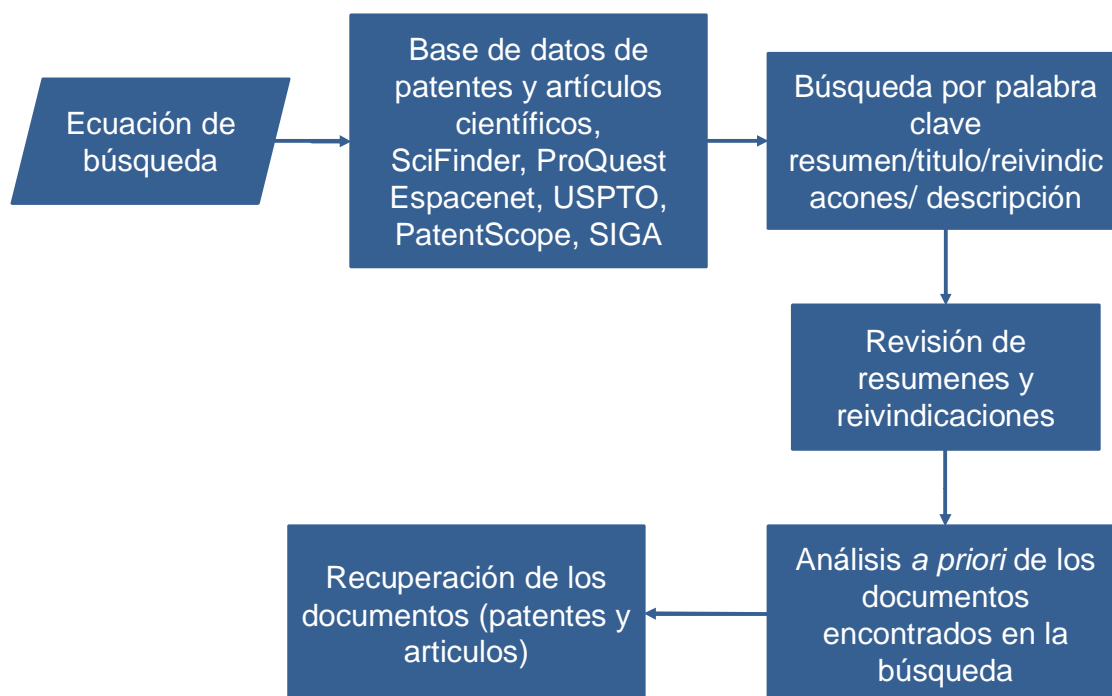 Ecuación de
búsqueda
Base de datos de
patentes y artículos
científicos,
SciFinder, ProQuest
Espacenet, USPTO,
PatentScope, SIGA
Búsqueda por palabra
clave
resumen/titulo/reivindic
acones/ descripción
Revisión de
resumenes y
reivindicaciones
Análisis a priori de los
documentos
encontrados en la
búsqueda
Recuperación de los
documentos (patentes y
articulos)